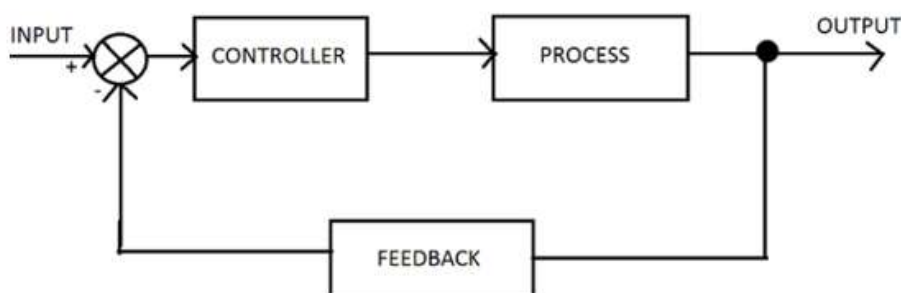 INPUT
OUTPUT
+
CONTROLLER
PROCESS
-
FEEDBACK